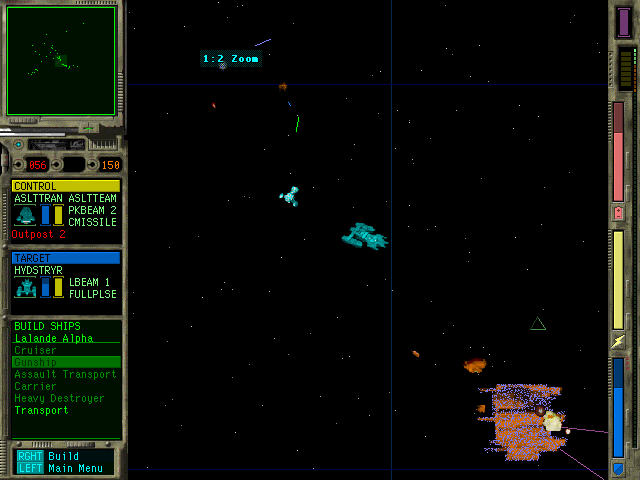 1:2 Zoom
056 150
CONTROL
ASLTTRAN ASLTTEAM
PKBEAM 2
CMISSILE
Outpost 2
TARGET
HVDSTRYR
LBEAM 1
FULLPLSE
BUILD SHIPS
Lalande Alpha
Cruiser
Gunship
Assault Transport
Carrier
Heavy Destroyer
Transport
RGHT Build
LEFT Main Menu